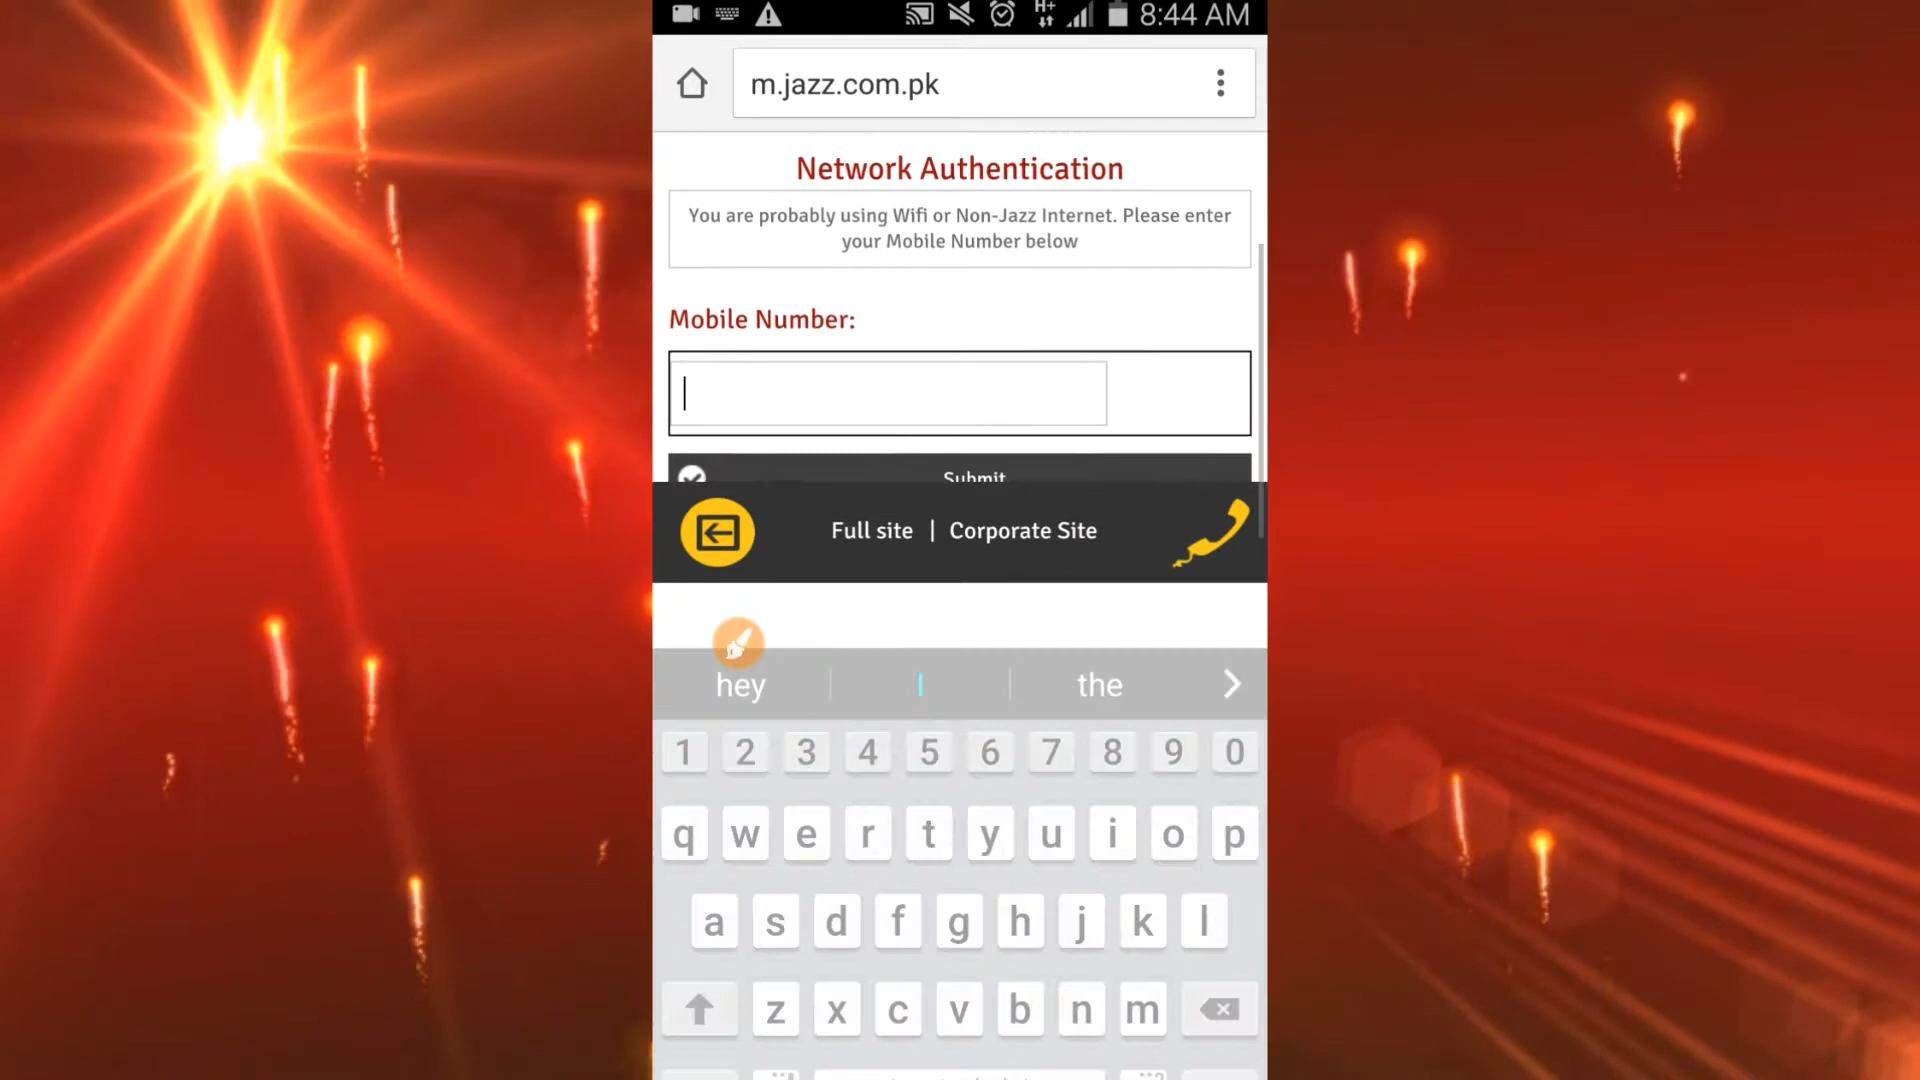 H+
8:44 AM
m.jazz.com.pk
Network Authentication
You are probably using Wifi or Non-Jazz Internet. Please enter
your Mobile Number below
Mobile Number:
Submit
Full site | Corporate Site
hey I the
1 2 3 4 5 6 7 8 9 0
q w e r t y u i o p
a s d f g h j k l
z x c v b n m